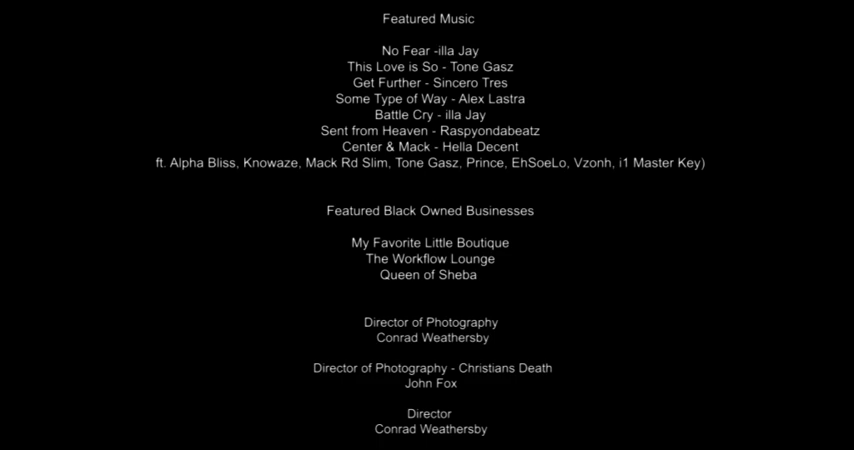 Featured Music
No Fear -illa Jay
This Love is So - Tone Gasz
Get Further - Sincero Tres
Some Type of Way - Alex Lastra
Battle Cry - illa Jay
Sent from Heaven - Raspyondabeatz
Center & Mack - Hella Decent
ft. Alpha Bliss, Knowaze, Mack Rd Slim, Tone Gasz, Prince, EhSoeLo, Vzonh, i1 Master Key)
Featured Black Owned Businesses
My Favorite Little Boutique
The Workflow Lounge
Queen of Sheba
Director of Photography
Conrad Weathersby
Director of Photography - Christians Death
John Fox
Director
Conrad Weathersby